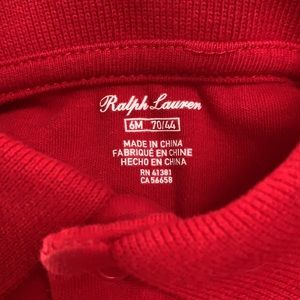 Ralph Lauren
6M 70/44
MADE IN CHINA
FABRIQUÉ EN CHINE
HECHO EN CHINA
RN 41381
CA 56658